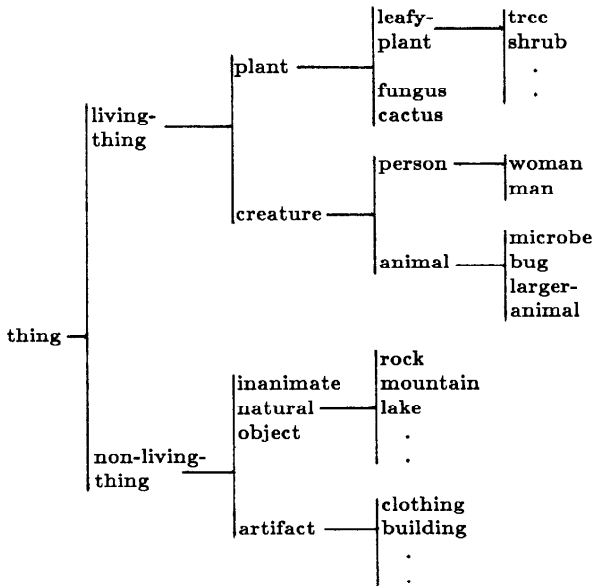 leafy-
plant
trcc
shrub
.
.
plant
fungus
cactus
living-
thing
person
woman
man
creature
animal
microbe
bug
larger-
animal
thing
inanimate
natural
object
rock
mountain
lake
.
.
non-living-
thing
artifact
clothing
building
.
.